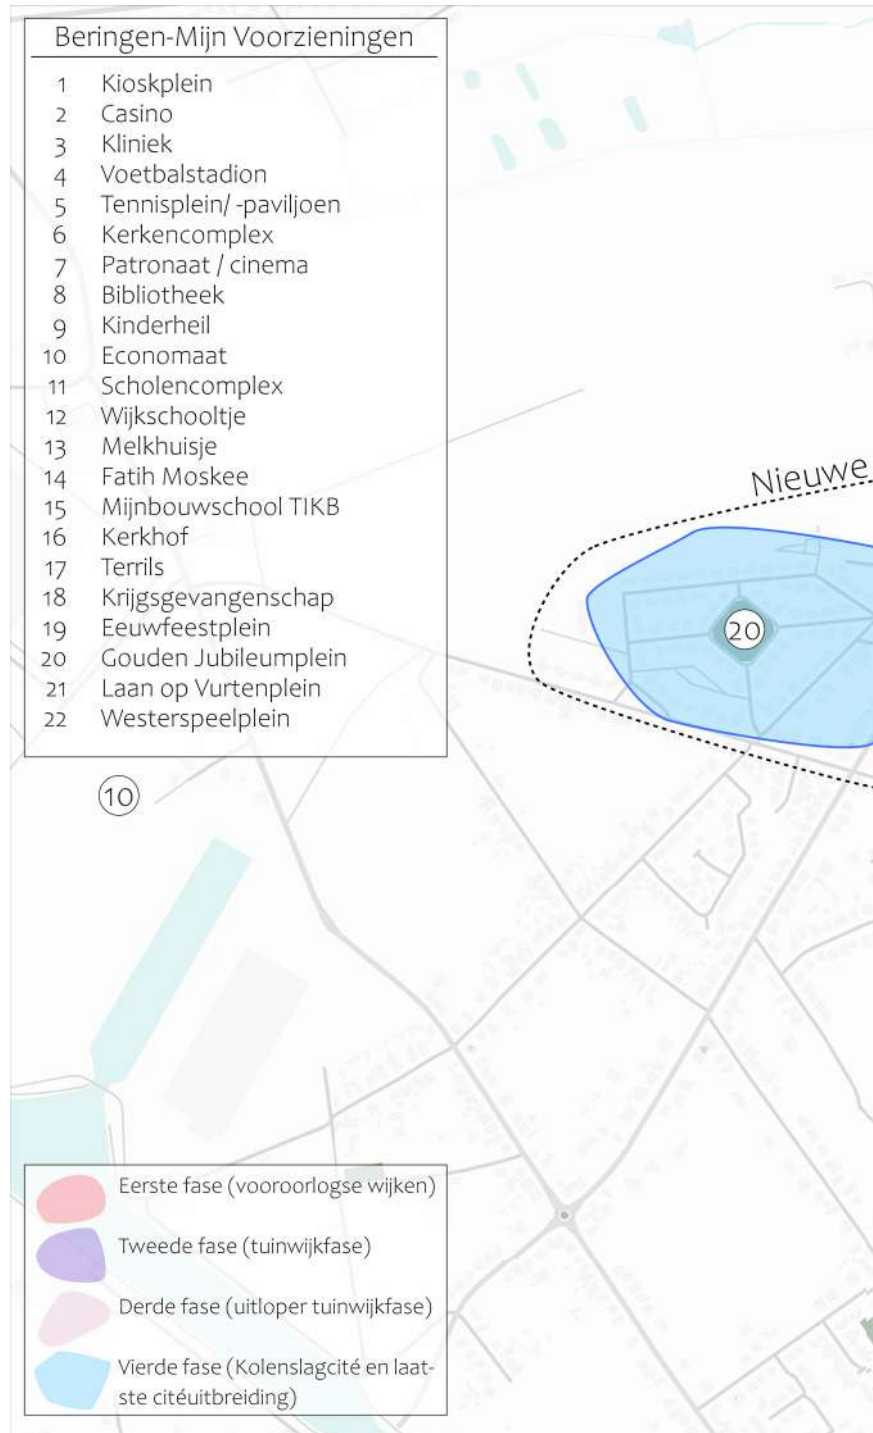 Beringen-Mijn Voorzieningen
1 Kioskplein
2 Casino
3 Kliniek
4 Voetbalstadion
5 Tennisplein/ -paviljoen
6 Kerkencomplex
7 Patronaat / cinema
8 Bibliotheek
9 Kinderheil
10 Economaat
11 Scholencomplex
12 Wijkschooltje
13 Melkhuisje
14 Fatih Moskee
15 Mijnbouwschool TIKB
16 Kerkhof
17 Terrils
18 Krijgsgevangenschap
19 Eeuwfeestplein
20 Gouden Jubileumplein
21 Laan op Vurtenplein
22 Westerspeelplein
Nieuwe
20
10
Eerste fase (vooroorlogse wijken)
Tweede fase (tuinwijkfase)
Derde fase (uitloper tuinwijkfase)
Vierde fase (Kolenslagcité en laat-
ste citéuitbreiding)